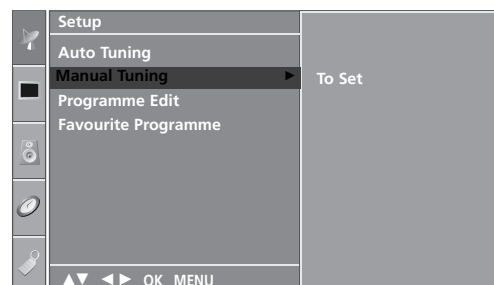 Setup
Auto Tuning
Manual Tuning ► To Set
Programme Edit
Favourite Programme
▲▼ ◄► OK MENU